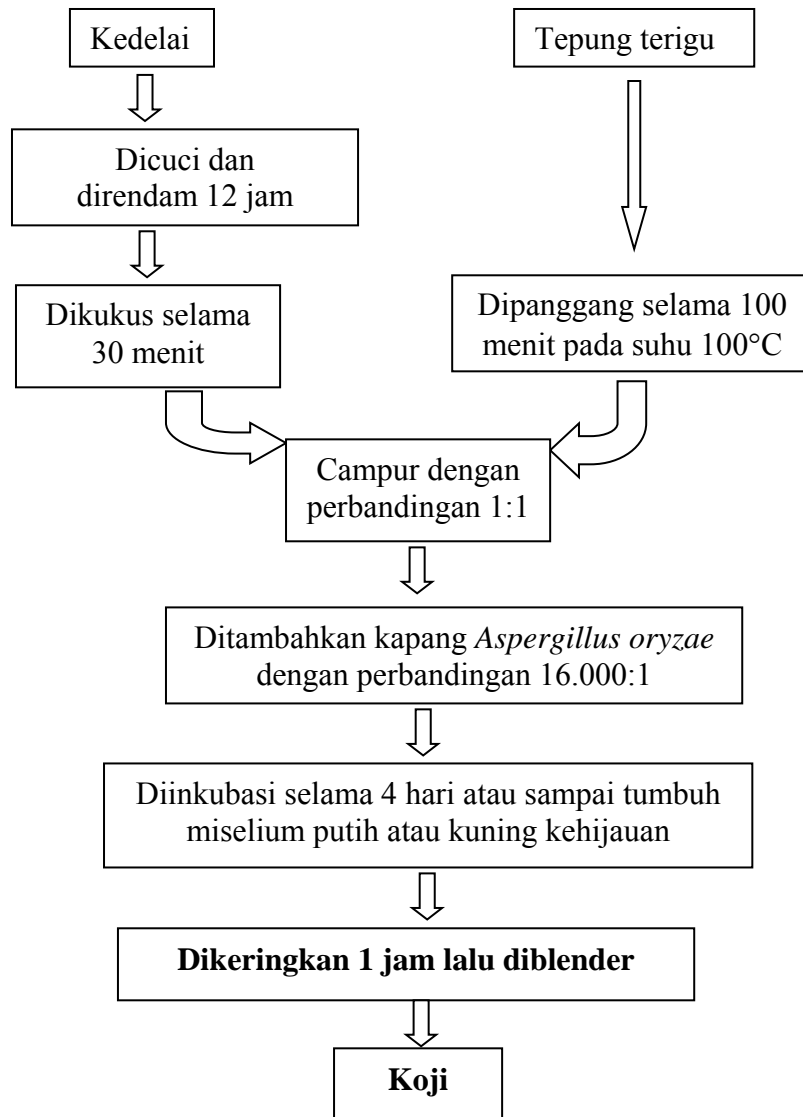 Kedelai
Tepung terigu
Dicuci dan
direndam 12 jam
Dikukus selama
30 menit
Dipanggang selama 100
menit pada suhu 100°C
Campur dengan
perbandingan 1:1
Ditambahkan kapang Aspergillus oryzae
dengan perbandingan 16.000:1
Diinkubasi selama 4 hari atau sampai tumbuh
miselium putih atau kuning kehijauan
Dikeringkan 1 jam lalu diblender
Koji